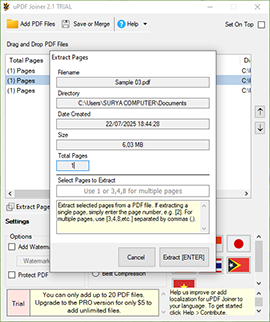 uPDF Joiner 2.1 TRIAL
Add PDF Files
Save or Merge
Help
Set On Top
Drag and Drop PDF Files
Total Pages
(1) Pages
(1) Pages
(1) Pages
Extract Pages
Filename
Sample 03.pdf
Directory
C:\Users\SURYA COMPUTER\Documents
Date Created
22/07/2025 18:44:28
Size
6,03 MB
Total Pages
1
Select Pages to Extract
Use 1 or 3,4,8 for multiple pages
Extract selected pages from a PDF file. If extracting a
single page, simply enter the page number, e.g. [2]. For
multiple pages, use [3,4,8.etc.] separated by commas (,).
Cancel
Extract [ENTER]
Extract Pages
Settings
Options
Add Waterma
Waterma
Protect PDF
Best Compression
Trial
You can only add up to 20 PDF files.
Upgrade to the PRO version for only $5 to
add unlimited files.
Help us improve or add
localization for uPDF Joiner to
your language. To get started
click Help > Contribute.